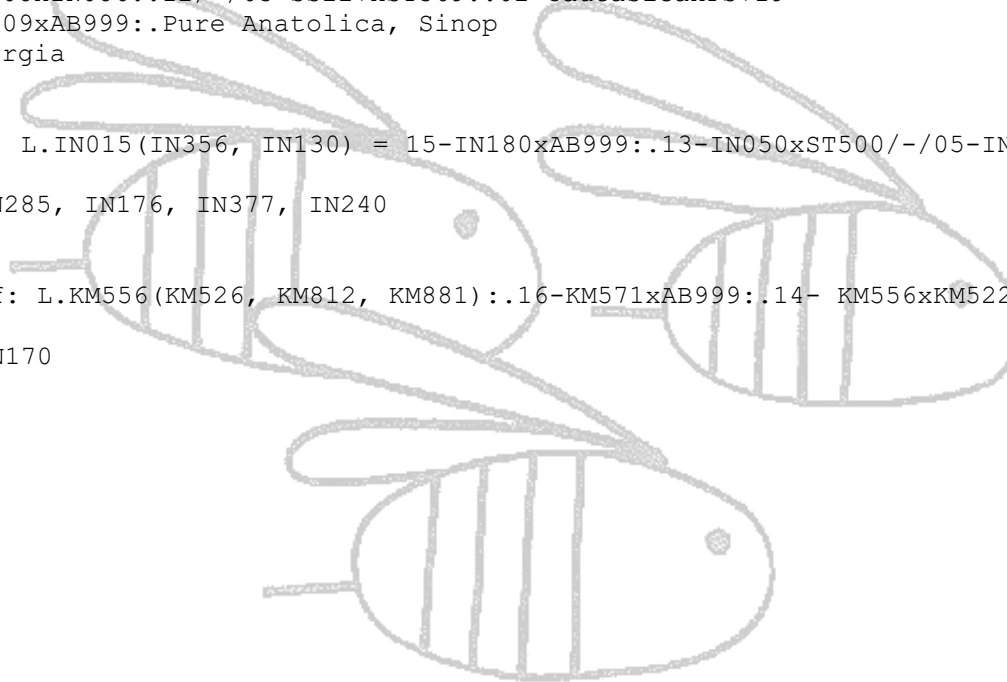 09xAB999:.Pure Anatolica, Sinop
rgia
L.IN015(IN356, IN130) = 15-IN180xAB999:.13-IN050xST500/-/05-IN
N285, IN176, IN377, IN240
f: L.KM556(KM526, KM812, KM881):.16-KM571xAB999:.14- KM556xKM522
N170